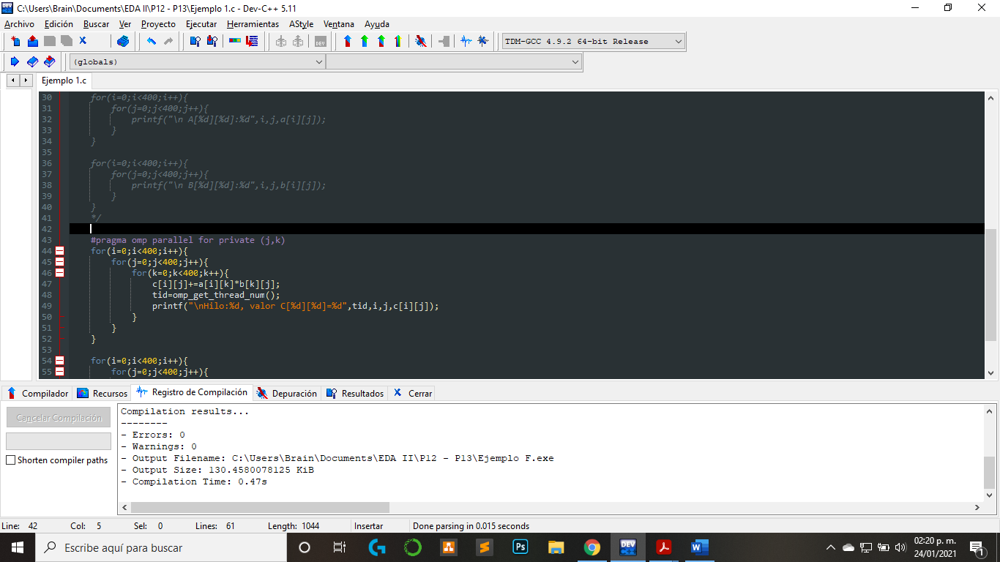 C:\Users\Brain\Documents\EDA II\P12 - P13\Ejemplo 1.c - Dev-C++ 5.11
Archivo Edición Buscar Ver Proyecto Ejecutar Herramientas AStyle Ventana Ayuda
TDM-GCC 4.9.2 64-bit Release
(globals)
Ejemplo 1.c
30 for(i=0;i<400;i++){
31 for(j=0;j<400;j++){
32 printf("\n A[%d][%d]:%d",i,j,a[i][j]);
33 }
34 }
35
36 for(i=0;i<400;i++){
37 for(j=0;j<400;j++){
38 printf("\n B[%d][%d]:%d",i,j,b[i][j]);
39 }
40 }
41 */
42
43 #pragma omp parallel for private (j,k)
44 for(i=0;i<400;i++){
45 for(j=0;j<400;j++){
46 for(k=0;k<400;k++){
47 c[i][j]+=a[i][k]*b[k][j];
48 tid=omp_get_thread_num();
49 printf("\nHilo:%d, valor C[%d][%d]=%d",tid,i,j,c[i][j]);
50 }
51 }
52 }
53
54 for(i=0;i<400;i++){
55 for(j=0;j<400;j++){
Compilador Recursos Registro de Compilación Depuración Resultados Cerrar
Cancelar Compilación
Shorten compiler paths
Compilation results...
--------
- Errors: 0
- Warnings: 0
- Output Filename: C:\Users\Brain\Documents\EDA II\P12 - P13\Ejemplo F.exe
- Output Size: 130.4580078125 KiB
- Compilation Time: 0.47s
Line: 42 Col: 5 Sel: 0 Lines: 61 Length: 1044 Insertar Done parsing in 0.015 seconds
Escribe aquí para buscar
Ps
DEV
W
02:20 p. m.
24/01/2021
1